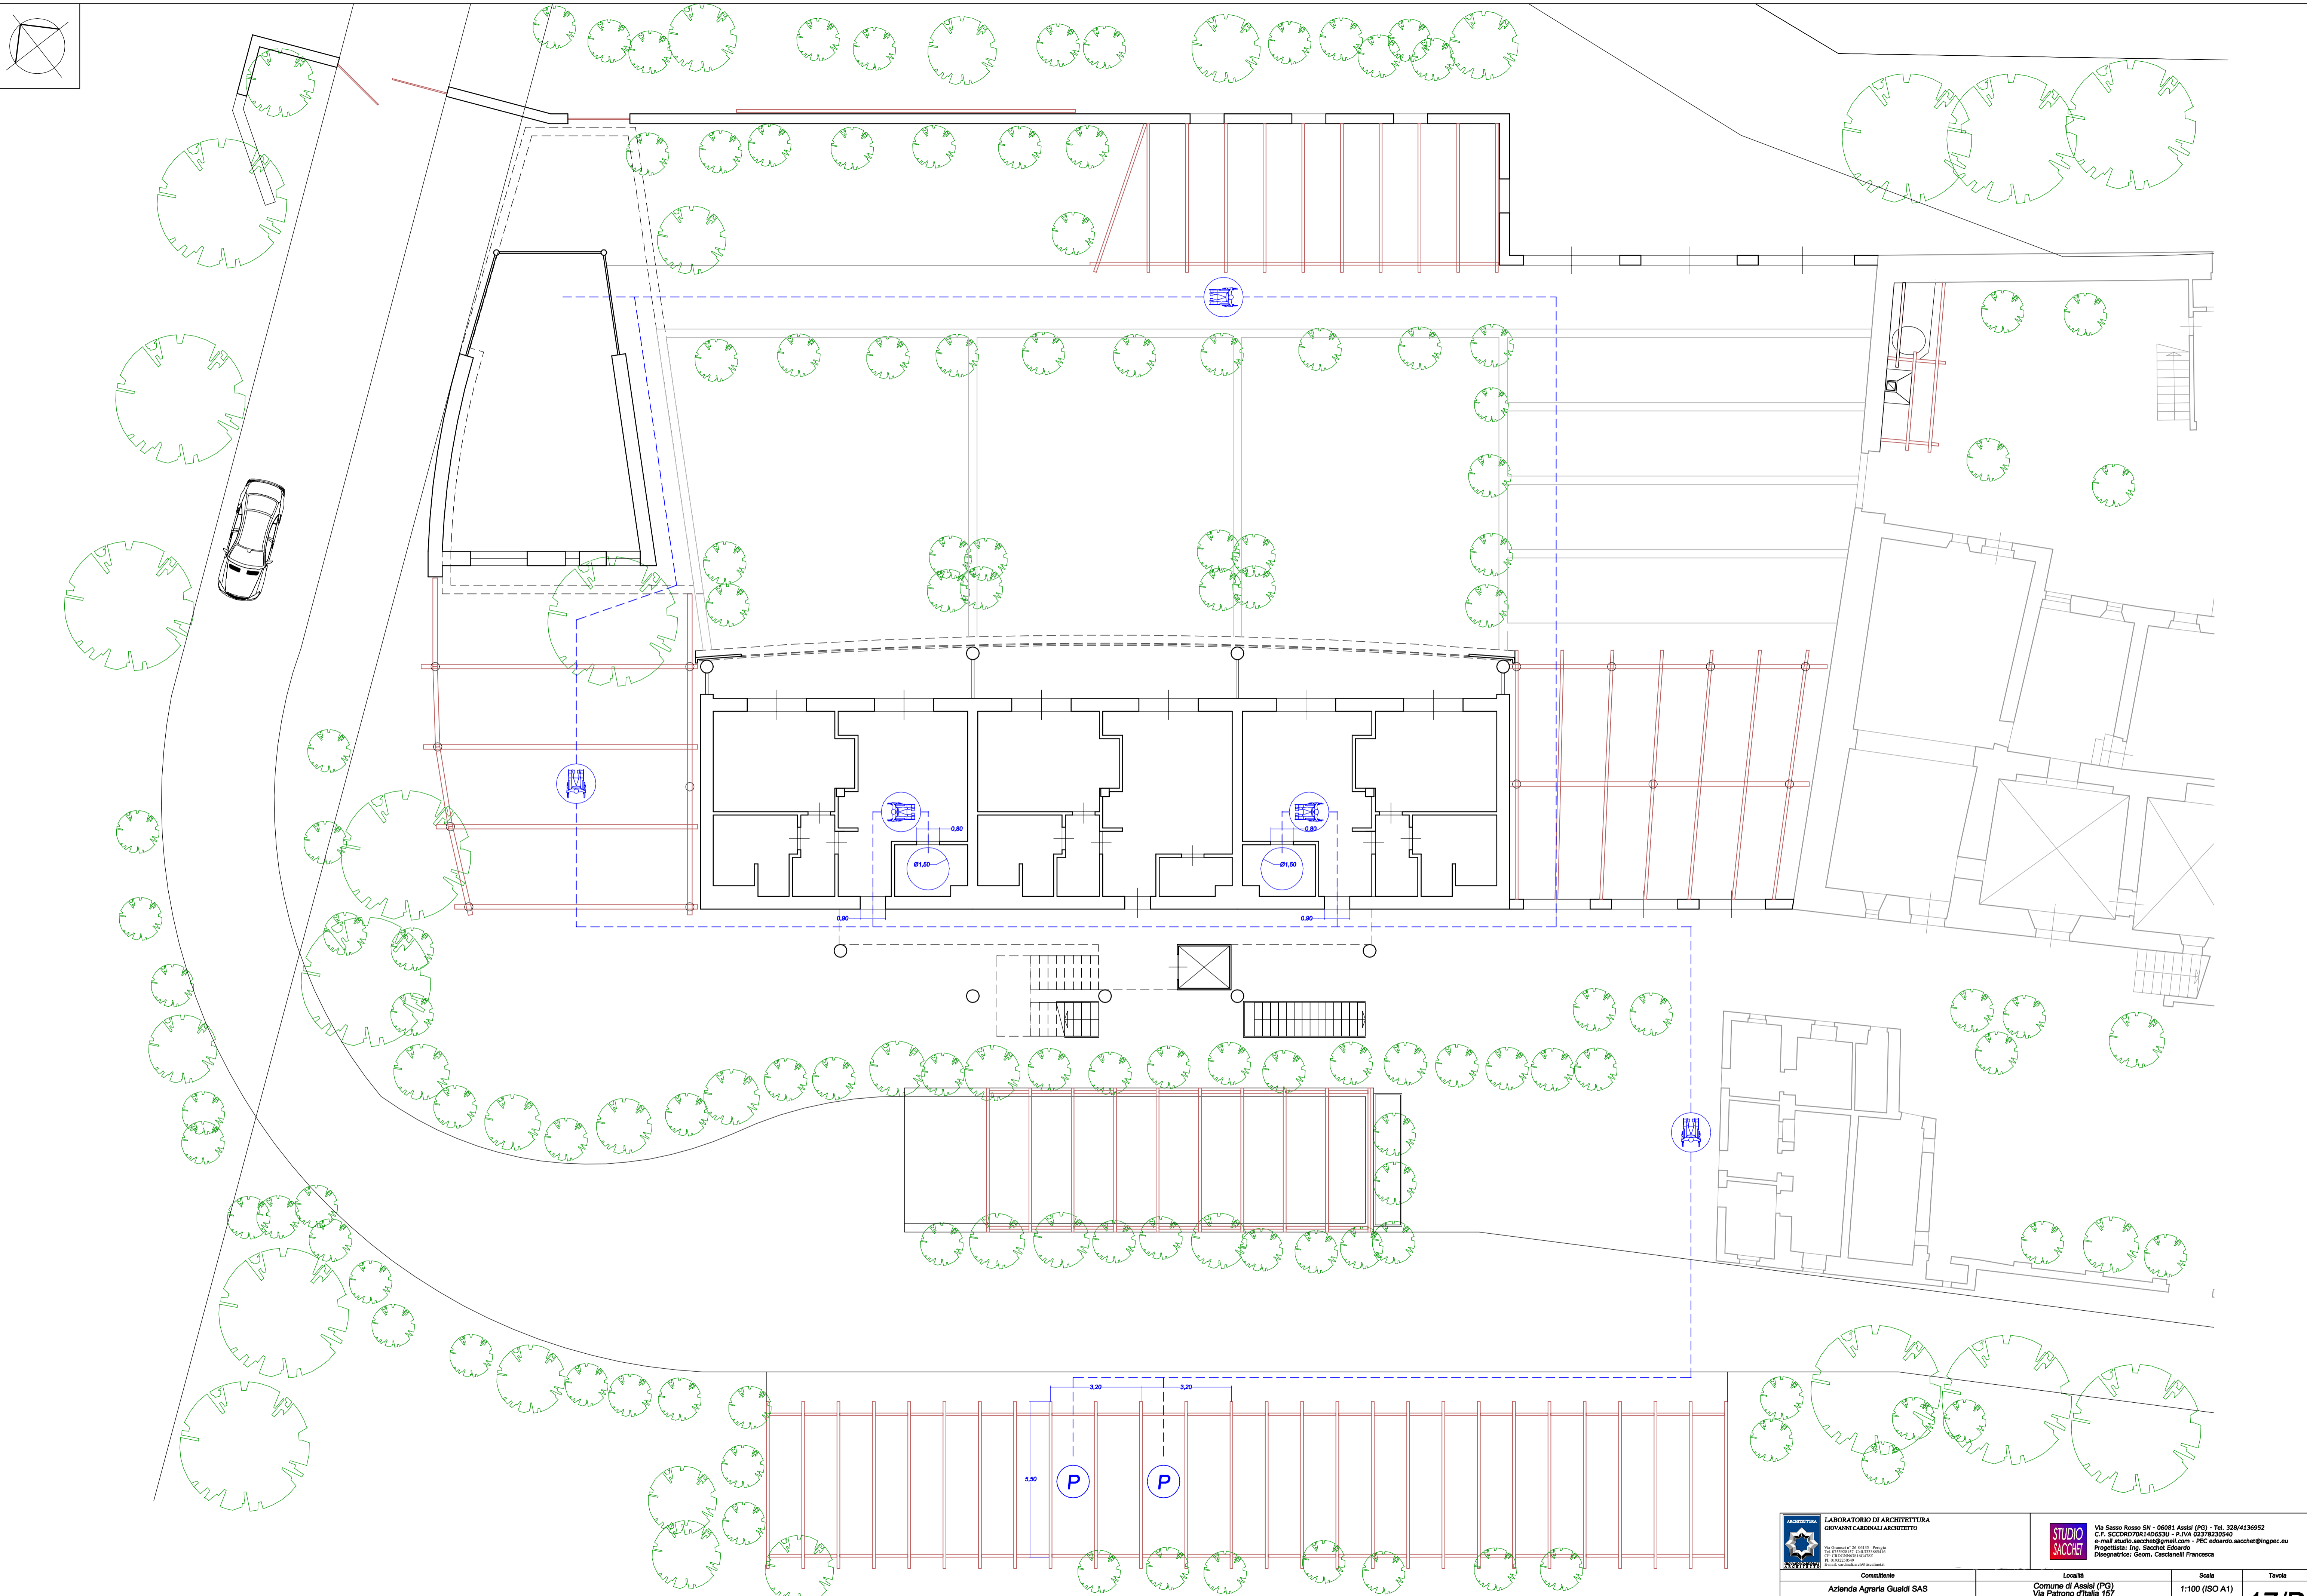 0,80
0,80
Ø1,50
Ø1,50
0,90
0,90
3,20
3,20
5,50
P
P
ARCHITETTURA
LABORATORIO DI ARCHITETTURA
GIOVANNI CARDINALI ARCHITETTO
STUDIO
SACCHET
Via Sasso Rosso SN - 06081 Assisi (PG) - Tel. 328/4136952
C.F. SCCDRD70R14D653U - P.IVA 02378230540
e-mail studio.sacchet@gmail.com - PEC edoardo.sacchet@ingpec.eu
Progettista: Ing. Sacchet Edoardo
Disegnatrice: Geom. Cascianelli Francesca
Committente
Località
Scala
Tavola
Azienda Agraria Gualdi SAS
Comune di Assisi (PG)
Via Patrono d'Italia 157
1:100 (ISO A1)